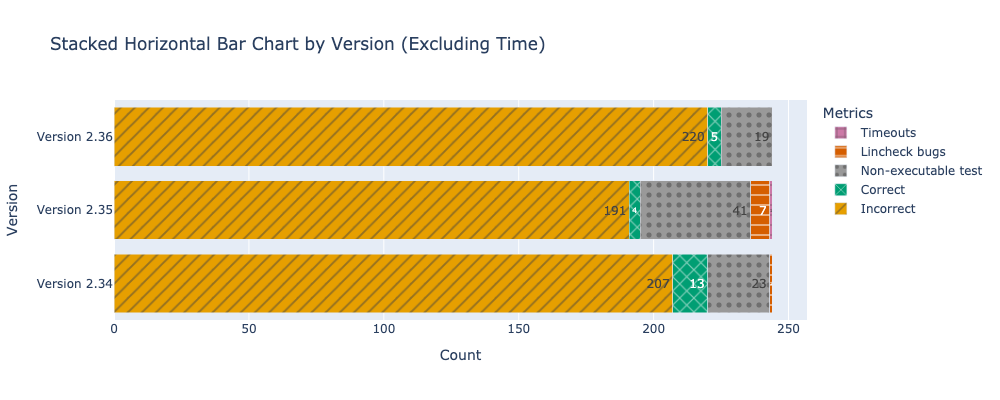 Stacked Horizontal Bar Chart by Version (Excluding Time)
Metrics
Timeouts
Lincheck bugs
Non-executable test
Correct
Incorrect
Version
Version 2.36
220
5
19
Version 2.35
191
4
41
7
Version 2.34
207
13
23
0
50
100
150
200
250
Count